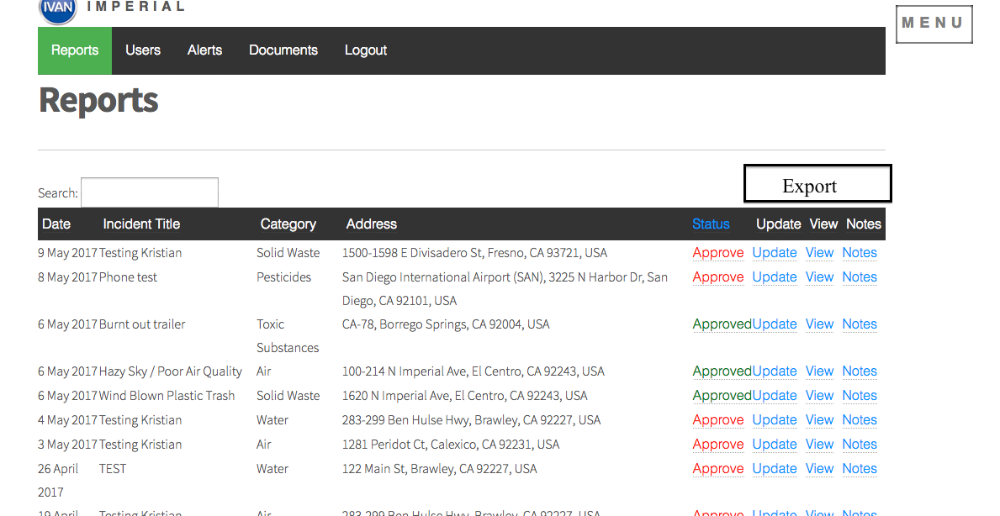 IVAN IMPERIAL
MENU
Reports Users Alerts Documents Logout
Reports
Search:
Export
Date Incident Title Category Address Status Update View Notes
9 May 2017 Testing Kristian Solid Waste 1500-1598 E Divisadero St, Fresno, CA 93721, USA Approve Update View Notes
8 May 2017 Phone test Pesticides San Diego International Airport (SAN), 3225 N Harbor Dr, San Approve Update View Notes
Diego, CA 92101, USA
6 May 2017 Burnt out trailer Toxic CA-78, Borrego Springs, CA 92004, USA Approved Update View Notes
Substances
6 May 2017 Hazy Sky / Poor Air Quality Air 100-214 N Imperial Ave, El Centro, CA 92243, USA Approved Update View Notes
6 May 2017 Wind Blown Plastic Trash Solid Waste 1620 N Imperial Ave, El Centro, CA 92243, USA Approved Update View Notes
4 May 2017 Testing Kristian Water 283-299 Ben Hulse Hwy, Brawley, CA 92227, USA Approve Update View Notes
3 May 2017 Testing Kristian Air 1281 Peridot Ct, Calexico, CA 92231, USA Approve Update View Notes
26 April TEST Water 122 Main St, Brawley, CA 92227, USA Approve Update View Notes
2017
19 April Testing Kristian Air 283-299 Ben Hulse Hwy, Brawley, CA 92227, USA Approve Update View Notes